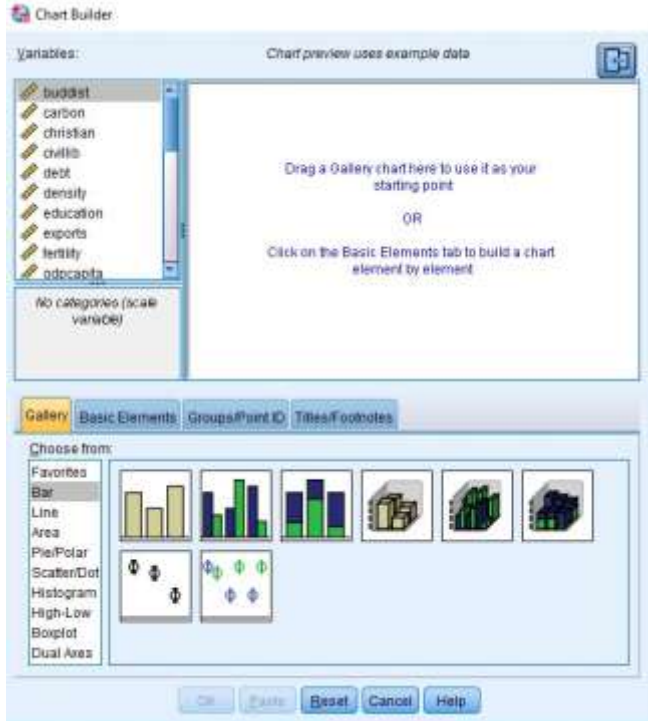 Chart Builder
Variables:
Chart preview uses example data
buddist
carbon
christian
civillib
debt
density
education
exports
fertility
gdpcapita
No categories (scale
variable)
Drag a Gallery chart here to use it as your
starting point
OR
Click on the Basic Elements tab to build a chart
element by element
Gallery Basic Elements Groups/Point ID Titles/Footnotes
Choose from:
Favorites
Bar
Line
Area
Pie/Polar
Scatter/Dot
Histogram
High-Low
Boxplot
Dual Axes
OK Paste Reset Cancel Help